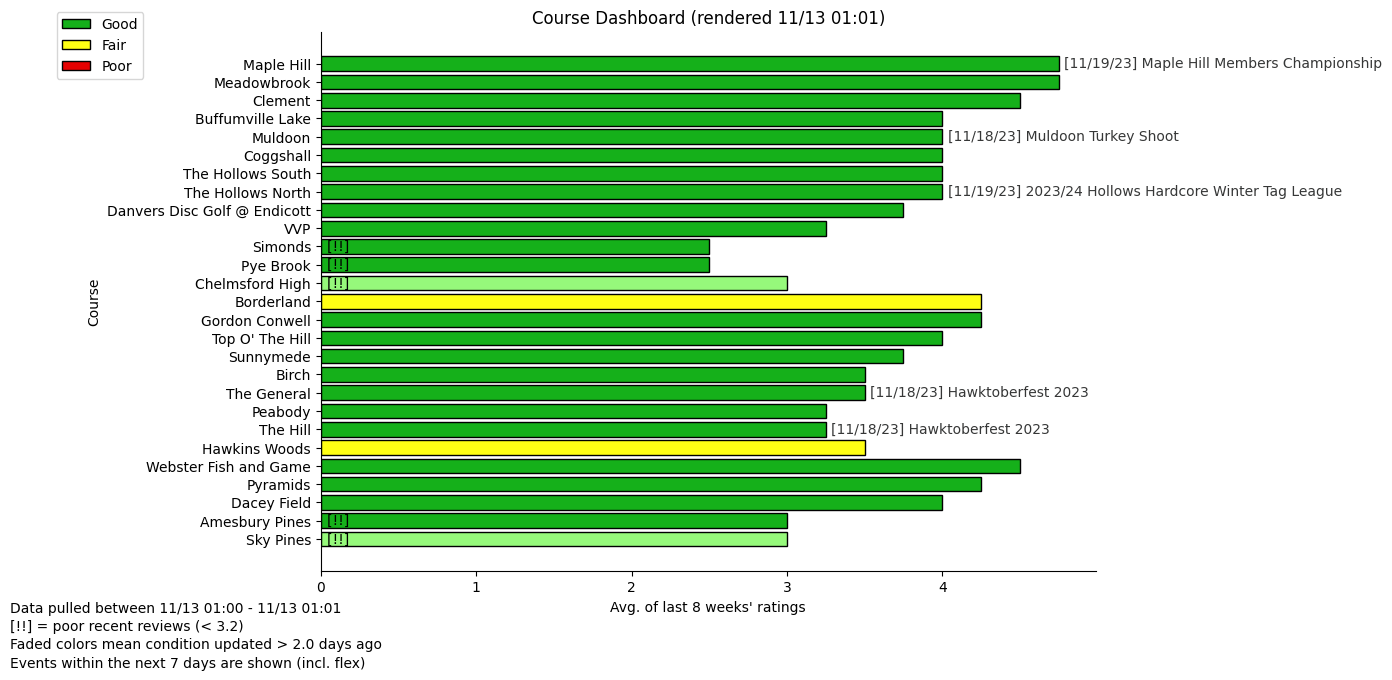 Course Dashboard (rendered 11/13 01:01)
Good
Fair
Poor
Maple Hill [11/19/23] Maple Hill Members Championship
Meadowbrook
Clement
Buffumville Lake
Muldoon [11/18/23] Muldoon Turkey Shoot
Coggshall
The Hollows South
The Hollows North [11/19/23] 2023/24 Hollows Hardcore Winter Tag League
Danvers Disc Golf @ Endicott
VVP
Simonds [!!]
Pye Brook [!!]
Chelmsford High [!!]
Borderland
Gordon Conwell
Top O' The Hill
Sunnymede
Birch
The General [11/18/23] Hawktoberfest 2023
Peabody
The Hill [11/18/23] Hawktoberfest 2023
Hawkins Woods
Webster Fish and Game
Pyramids
Dacey Field
Amesbury Pines [!!]
Sky Pines [!!]
Course
0 1 2 3 4
Avg. of last 8 weeks' ratings
Data pulled between 11/13 01:00 - 11/13 01:01
[!!] = poor recent reviews (< 3.2)
Faded colors mean condition updated > 2.0 days ago
Events within the next 7 days are shown (incl. flex)